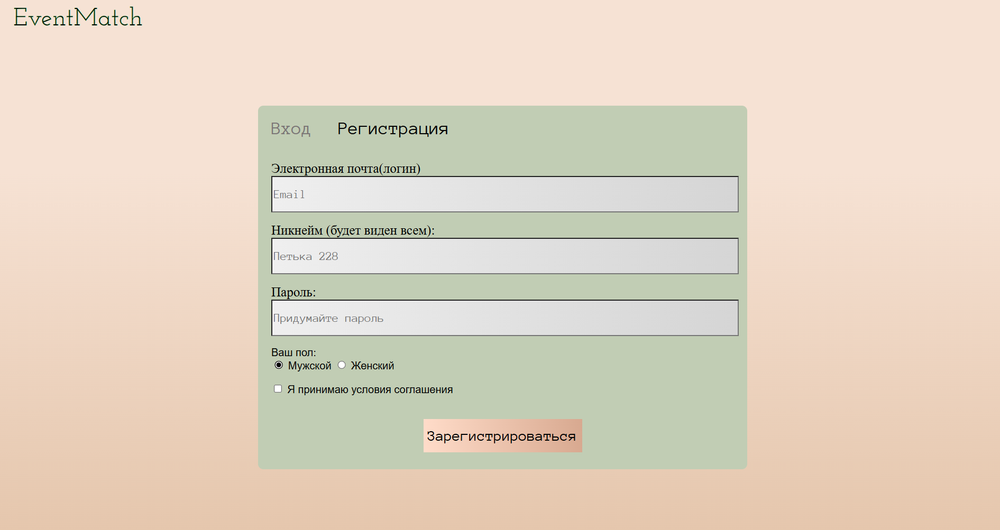 EventMatch
Вход Регистрация
Электронная почта(логин)
Email
Никнейм (будет виден всем):
Петька 228
Пароль:
Придумайте пароль
Ваш пол:
Мужской Женский
Я принимаю условия соглашения
Зарегистрироваться